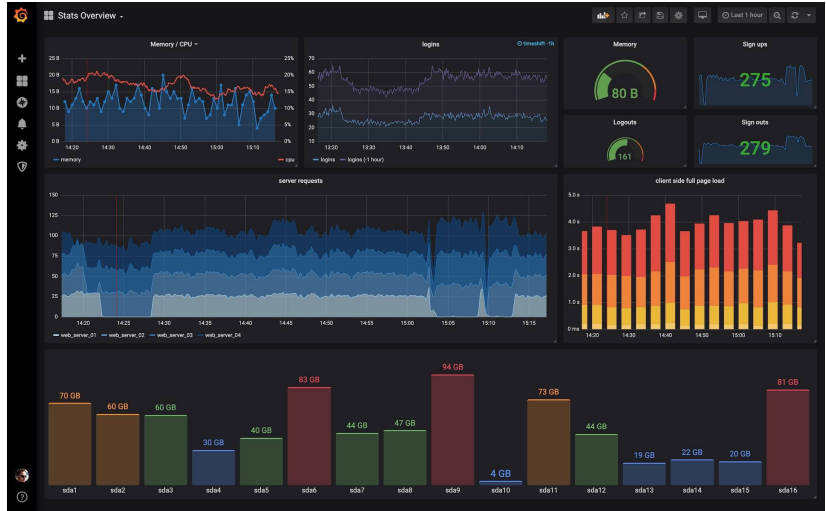 Stats Overview
Last 1 hour
Memory / CPU
25 B
20 B
15 B
10 B
5 B
0 B
25%
20%
15%
10%
5%
0%
14:20 14:30 14:40 14:50 15:00 15:10
memory
cpu
logins
timeshift -1h
70
60
50
40
30
20
10
13:20 13:30 13:40 13:50 14:00 14:10
logins logins (-1 hour)
Memory
80 B
Sign ups
275
Logouts
161
Sign outs
279
server requests
150
125
100
75
50
25
0
14:20 14:25 14:30 14:35 14:40 14:45 14:50 14:55 15:00 15:05 15:10 15:15
web_server_01 web_server_02 web_server_03 web_server_04
client side full page load
5.0 s
4.0 s
3.0 s
2.0 s
1.0 s
0 ms
14:20 14:30 14:40 14:50 15:00 15:10
70 GB 60 GB 60 GB 30 GB 40 GB 83 GB 44 GB 47 GB 94 GB 4 GB 73 GB 44 GB 19 GB 22 GB 20 GB 81 GB
sda1 sda2 sda3 sda4 sda5 sda6 sda7 sda8 sda9 sda10 sda11 sda12 sda13 sda14 sda15 sda16